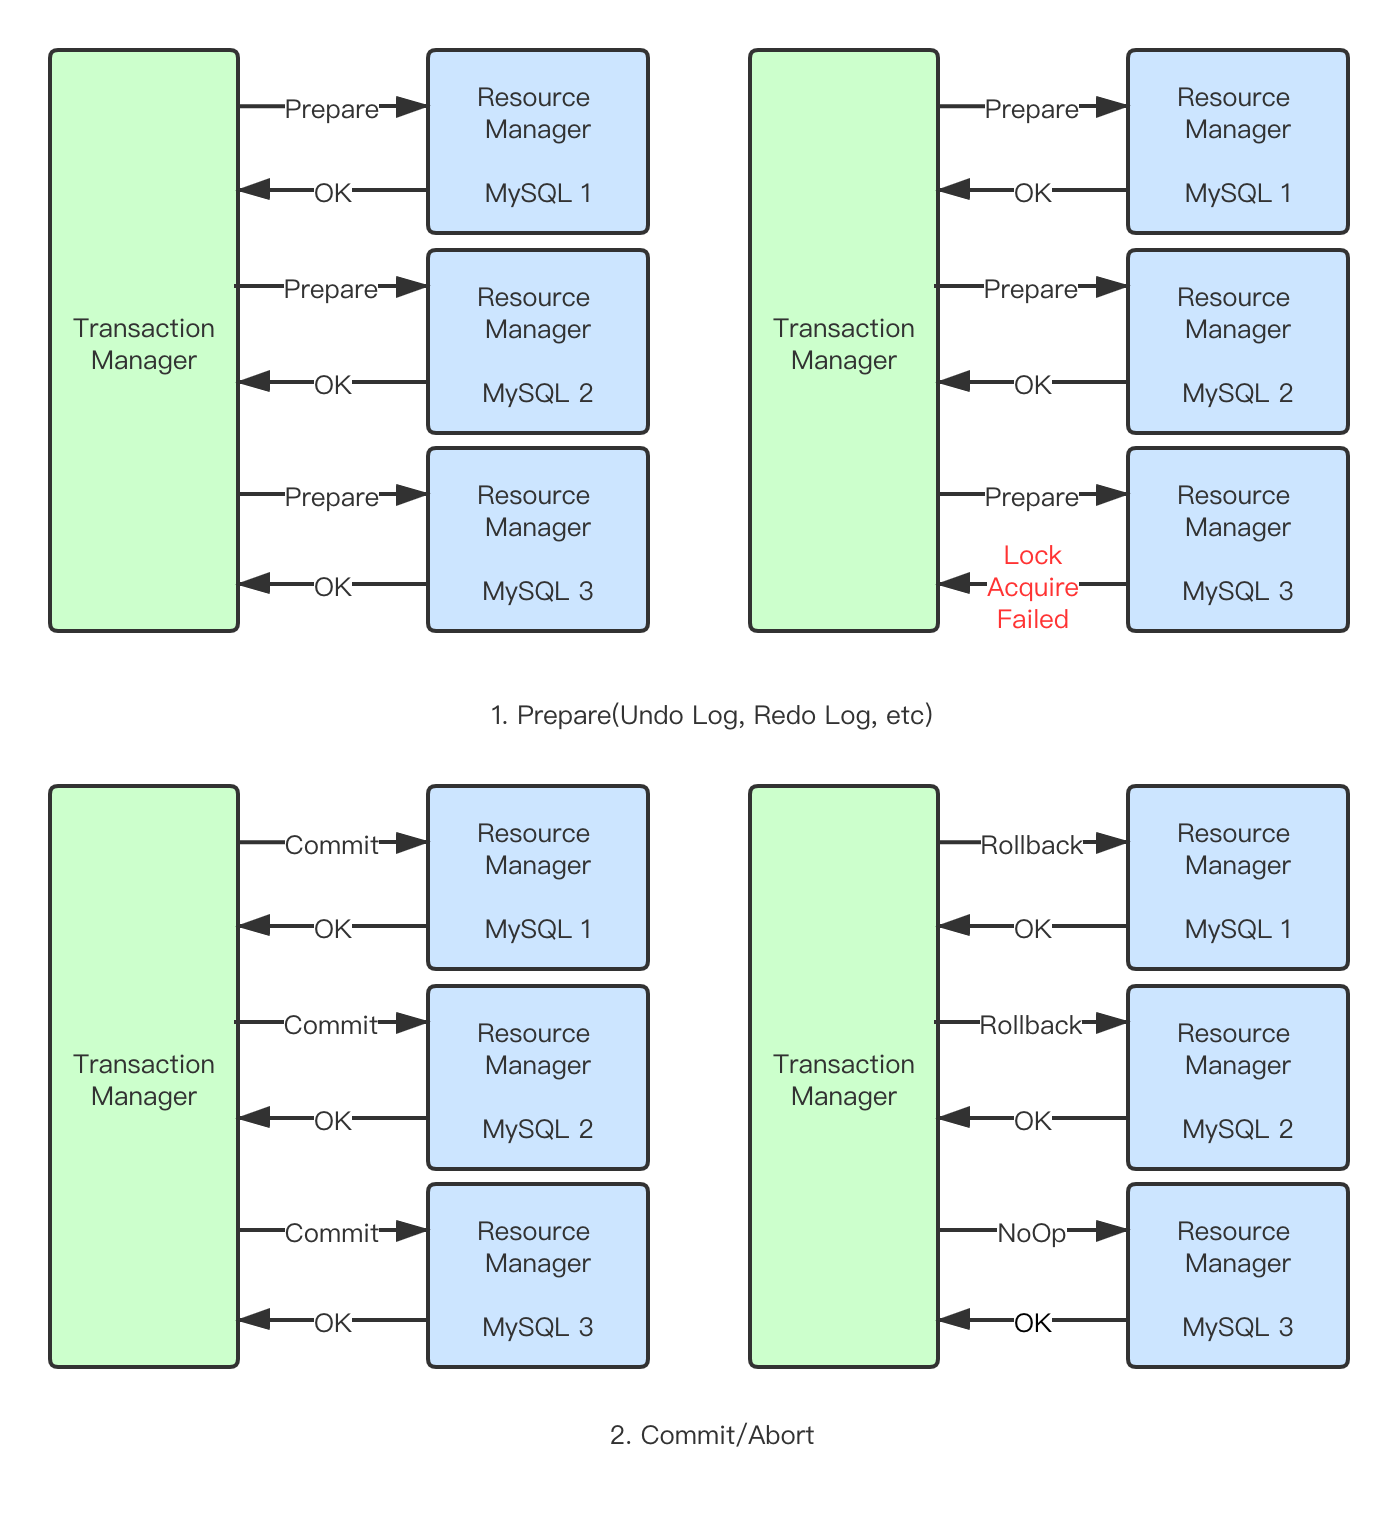 Transaction
Manager
Prepare
OK
Resource
Manager
MySQL 1
Prepare
OK
Resource
Manager
MySQL 2
Prepare
OK
Resource
Manager
MySQL 3
Transaction
Manager
Prepare
OK
Resource
Manager
MySQL 1
Prepare
OK
Resource
Manager
MySQL 2
Prepare
Lock
Acquire
Failed
Resource
Manager
MySQL 3
1. Prepare(Undo Log, Redo Log, etc)
Transaction
Manager
Commit
OK
Resource
Manager
MySQL 1
Commit
OK
Resource
Manager
MySQL 2
Commit
OK
Resource
Manager
MySQL 3
Transaction
Manager
Rollback
OK
Resource
Manager
MySQL 1
Rollback
OK
Resource
Manager
MySQL 2
NoOp
OK
Resource
Manager
MySQL 3
2. Commit/Abort